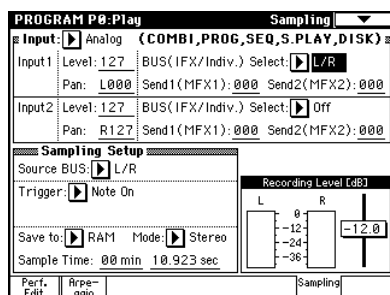 PROGRAM P0:Play Sampling
Input: Analog (COMBI,PROG,SEQ,S.PLAY,DISK)
Input1 Level: 127 BUS(IFX/Indiv.) Select: L/R
Pan: L000 Send1(MFX1): 000 Send2(MFX2): 000
Input2 Level: 127 BUS(IFX/Indiv.) Select: Off
Pan: R127 Send1(MFX1): 000 Send2(MFX2): 000
Sampling Setup
Source BUS: L/R
Trigger: Note On
Save to: RAM Mode: Stereo
Sample Time: 00 min 10.923 sec
Recording Level [dB]
L R
0
-12
-24
-36
-12.0
Perf. Edit
Arpe- ggio
Sampling